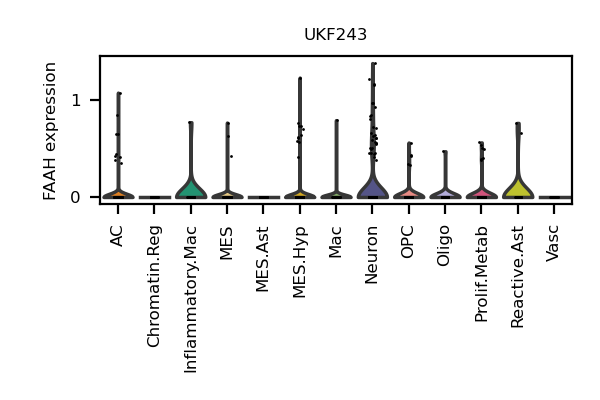 UKF243
FAAH expression
1
0
AC
Chromatin.Reg
Inflammatory.Mac
MES
MES.Ast
MES.Hyp
Mac
Neuron
OPC
Oligo
Prolif.Metab
Reactive.Ast
Vasc